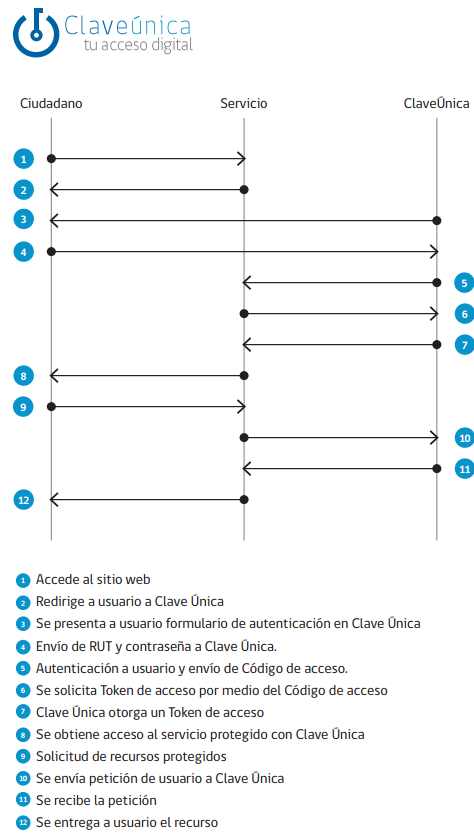 Claveúnica
tu acceso digital
Ciudadano Servicio ClaveÚnica
1
2
3
4
5
6
7
8
9
10
11
12
1 Accede al sitio web
2 Redirige a usuario a Clave Única
3 Se presenta a usuario formulario de autenticación en Clave Única
4 Envío de RUT y contraseña a Clave Única.
5 Autenticación a usuario y envío de Código de acceso.
6 Se solicita Token de acceso por medio del Código de acceso
7 Clave Única otorga un Token de acceso
8 Se obtiene acceso al servicio protegido con Clave Única
9 Solicitud de recursos protegidos
10 Se envía petición de usuario a Clave Única
11 Se recibe la petición
12 Se entrega a usuario el recurso